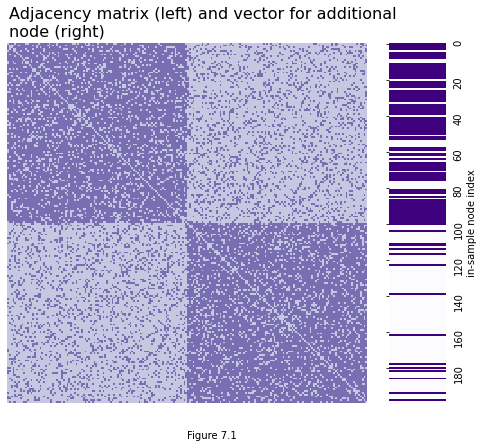 Adjacency matrix (left) and vector for additional
node (right)
0
20
40
60
80
100
120
140
160
180
in-sample node index
Figure 7.1